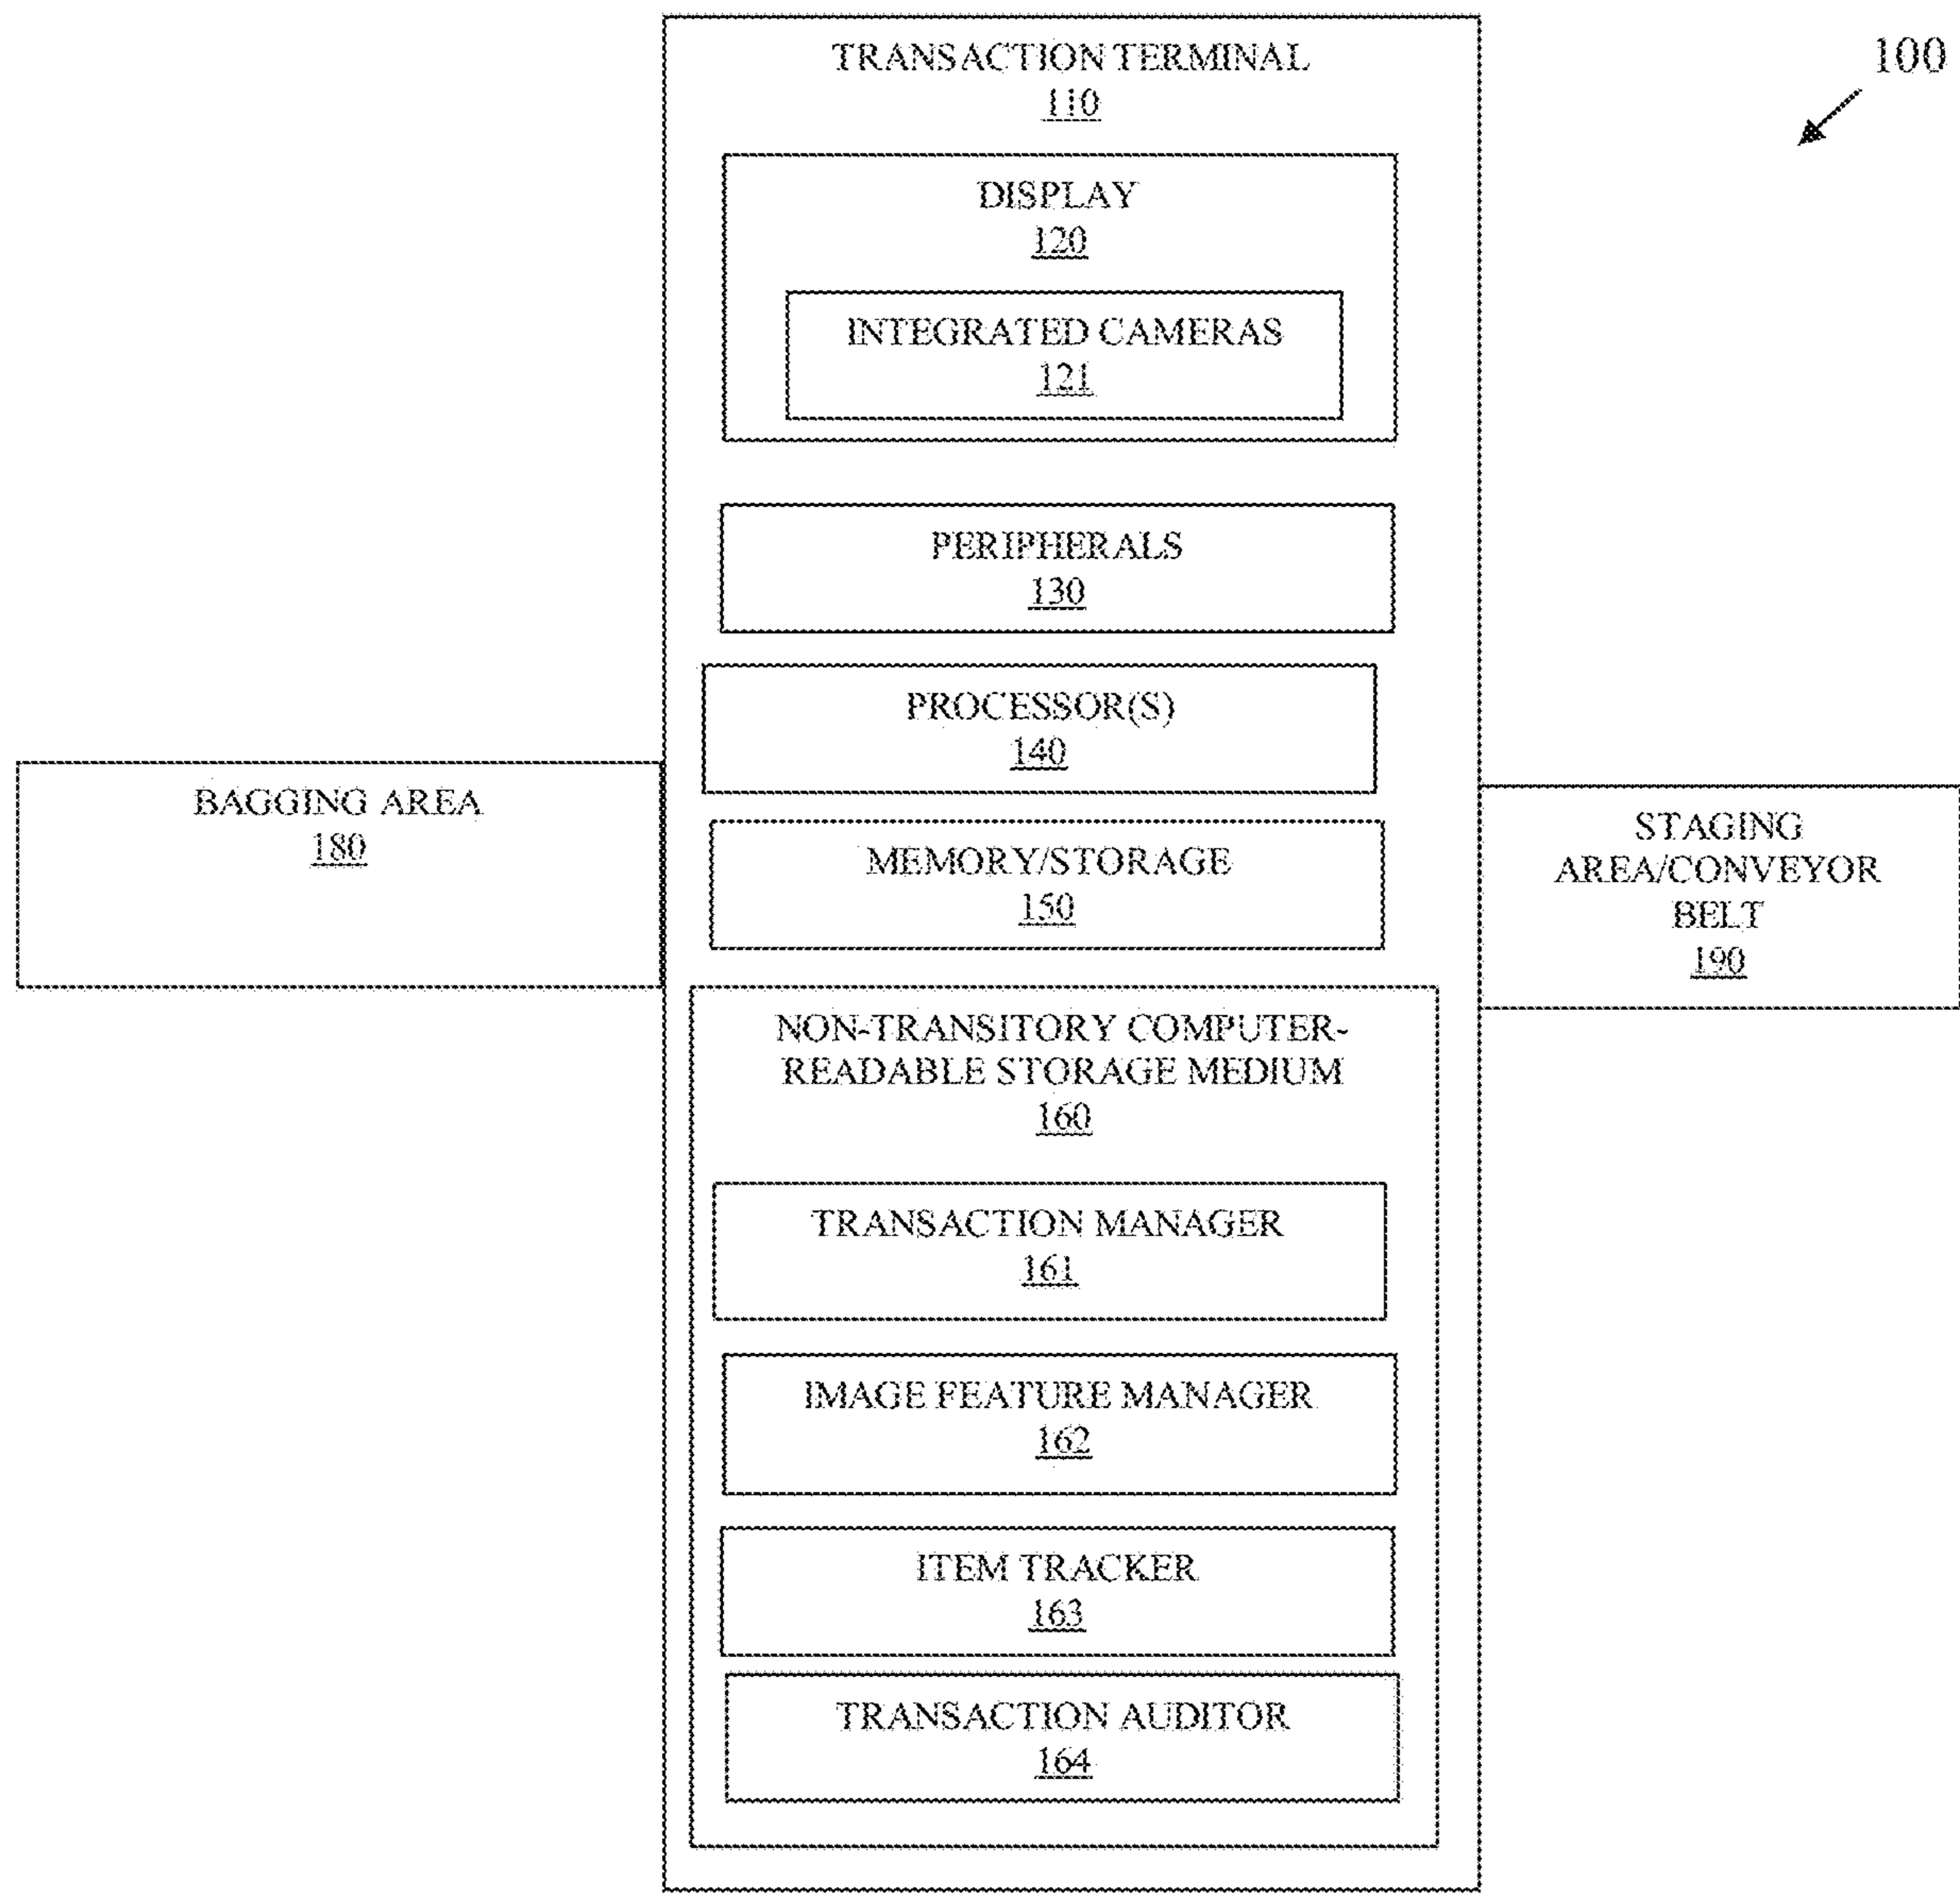 100
TRANSACTION TERMINAL
110
DISPLAY
120
INTEGRATED CAMERAS
121
PERIPHERALS
130
PROCESSOR(S)
140
BAGGING AREA
180
MEMORY/STORAGE
150
STAGING
AREA/CONVEYOR
BELT
190
NON-TRANSITORY COMPUTER-
READABLE STORAGE MEDIUM
160
TRANSACTION MANAGER
161
IMAGE FEATURE MANAGER
162
ITEM TRACKER
163
TRANSACTION AUDITOR
164